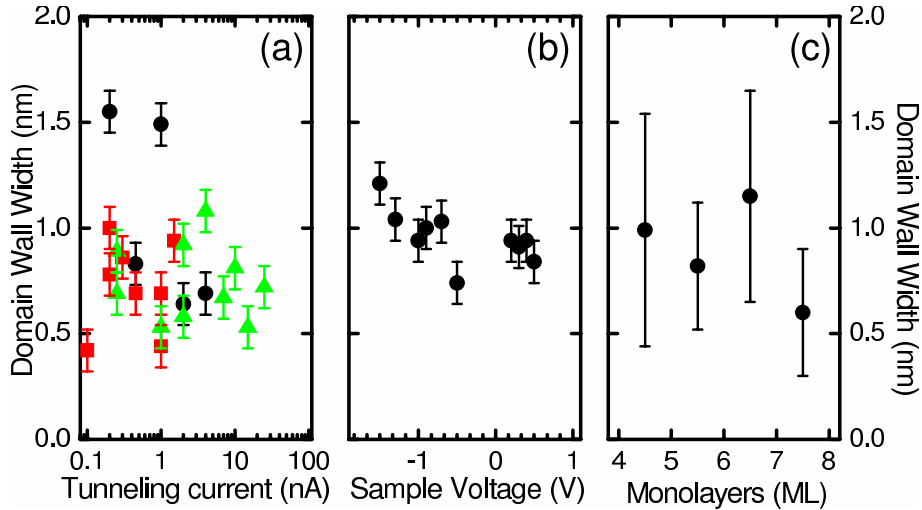 2.0
(a)
(b)
(c)
2.0
1.5
1.5
1.0
1.0
0.5
0.5
0.0
0.0
Domain Wall Width (nm)
Domain Wall Width (nm)
0.1 1 10 100
-1 0 1
4 5 6 7 8
Tunneling current (nA)
Sample Voltage (V)
Monolayers (ML)